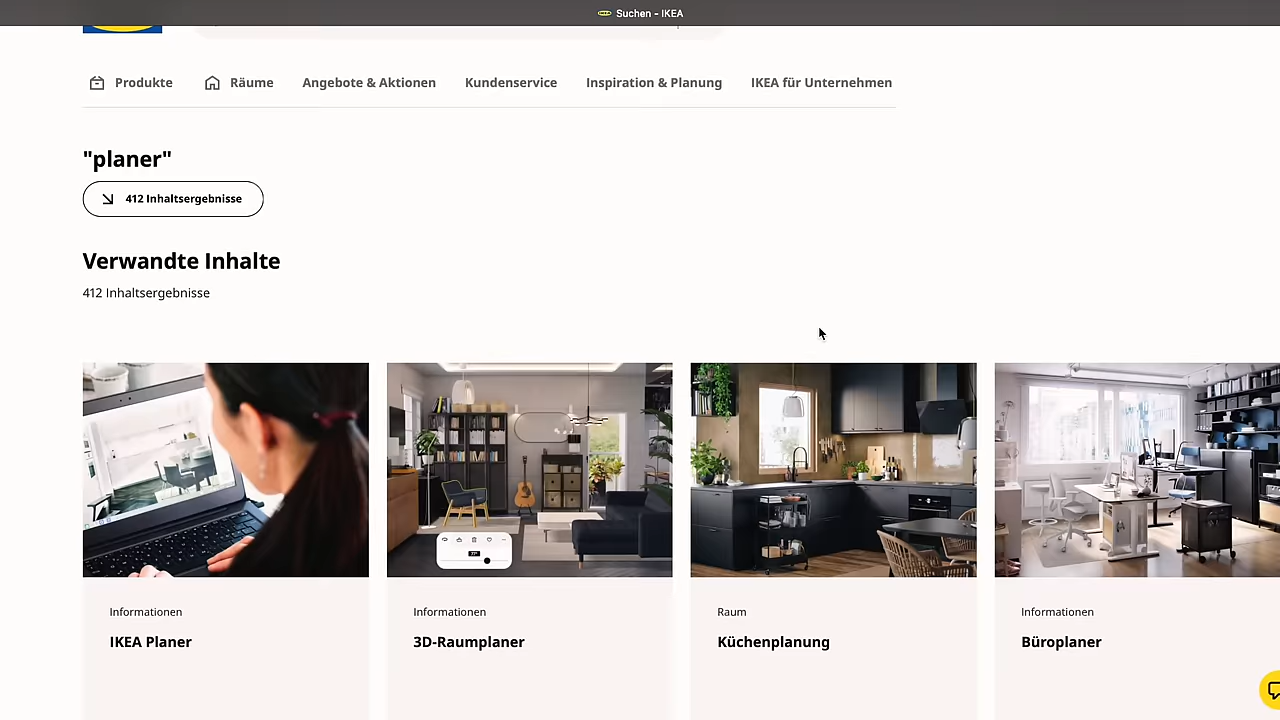 Suchen – IKEA
Produkte Räume Angebote & Aktionen Kundenservice Inspiration & Planung IKEA für Unternehmen
"planer"
412 Inhaltsergebnisse
Verwandte Inhalte
412 Inhaltsergebnisse
Informationen
IKEA Planer
Informationen
3D-Raumplaner
Raum
Küchenplanung
Informationen
Büroplaner